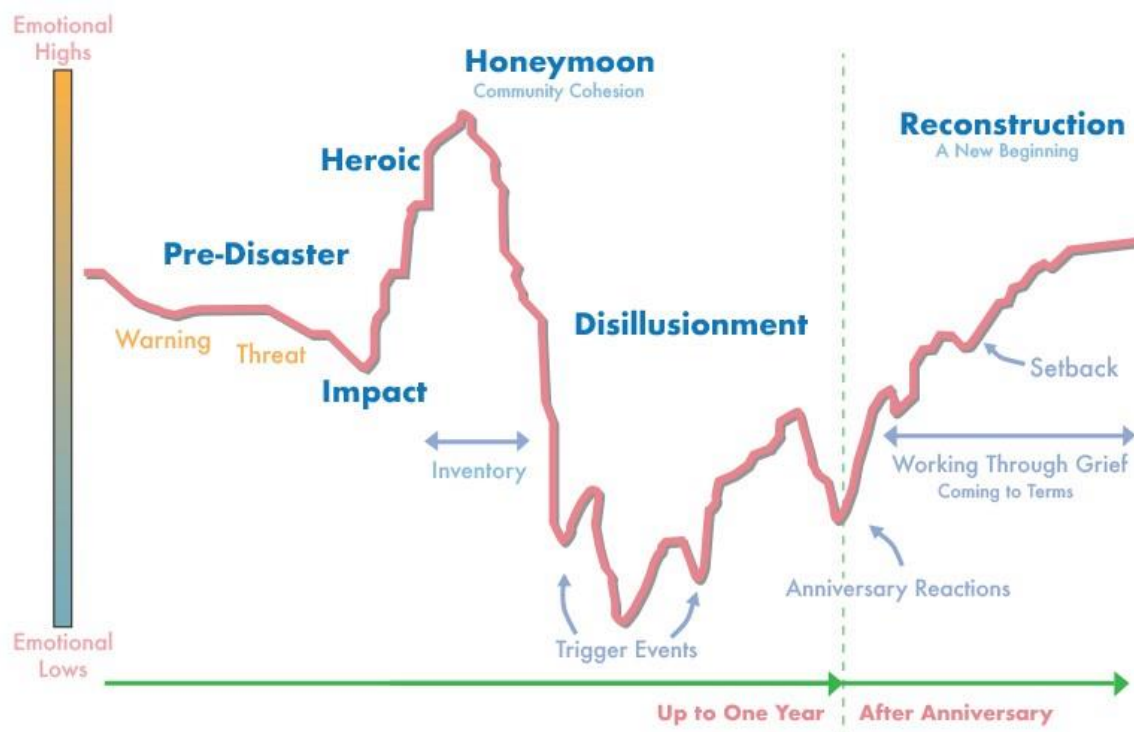 Emotional
Highs
Honeymoon
Community Cohesion
Reconstruction
A New Beginning
Heroic
Pre-Disaster
Warning
Threat
Impact
Disillusionment
Setback
Inventory
Working Through Grief
Coming to Terms
Anniversary Reactions
Trigger Events
Emotional
Lows
Up to One Year
After Anniversary